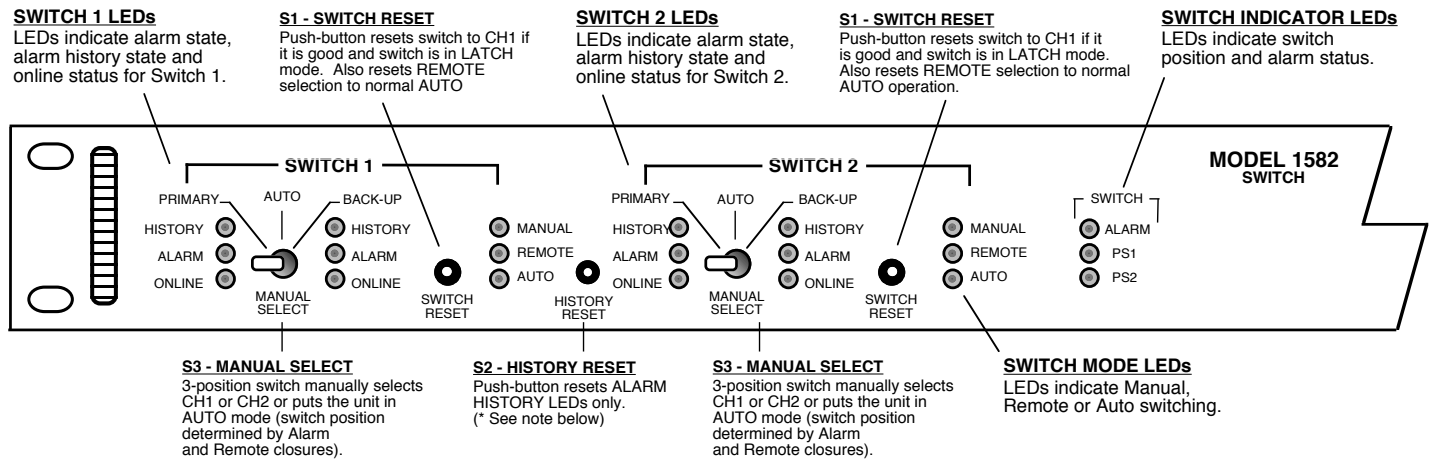 SWITCH 1 LEDs
LEDs indicate alarm state,
alarm history state and
online status for Switch 1.
S1 - SWITCH RESET
Push-button resets switch to CH1 if
it is good and switch is in LATCH
mode. Also resets REMOTE
selection to normal AUTO
SWITCH 2 LEDs
LEDs indicate alarm state,
alarm history state and
online status for Switch 2.
S1 - SWITCH RESET
Push-button resets switch to CH1 if it
is good and switch is in LATCH mode.
Also resets REMOTE selection to normal
AUTO operation.
SWITCH INDICATOR LEDs
LEDs indicate switch
position and alarm status.
SWITCH 1
PRIMARY
AUTO
BACK-UP
HISTORY
ALARM
ONLINE
HISTORY
ALARM
ONLINE
MANUAL
SELECT
SWITCH
RESET
MANUAL
REMOTE
AUTO
HISTORY
RESET
SWITCH 2
PRIMARY
AUTO
BACK-UP
HISTORY
ALARM
ONLINE
HISTORY
ALARM
ONLINE
MANUAL
SELECT
SWITCH
RESET
MANUAL
REMOTE
AUTO
SWITCH
ALARM
PS1
PS2
MODEL 1582
SWITCH
S3 - MANUAL SELECT
3-position switch manually selects
CH1 or CH2 or puts the unit in
AUTO mode (switch position
determined by Alarm
and Remote closures).
S2 - HISTORY RESET
Push-button resets ALARM
HISTORY LEDs only.
(* See note below)
S3 - MANUAL SELECT
3-position switch manually selects
CH1 or CH2 or puts the unit in
AUTO mode (switch position
determined by Alarm
and Remote closures).
SWITCH MODE LEDs
LEDs indicate Manual,
Remote or Auto switching.